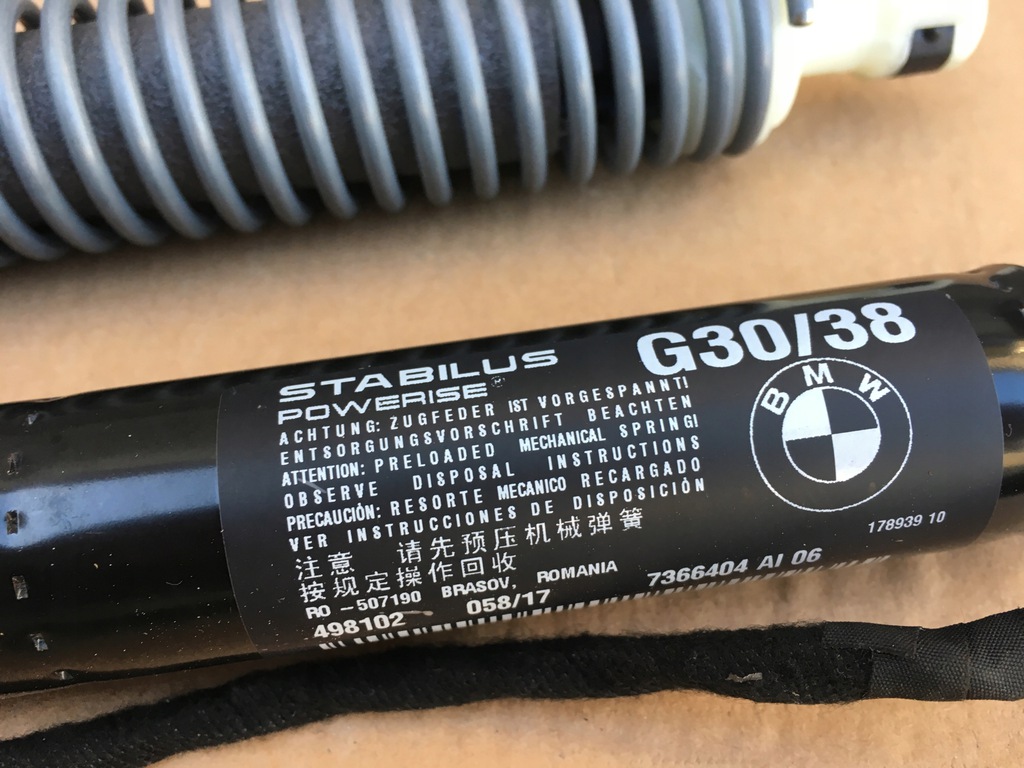 G30/38
STABILUS
POWERISE®
ACHTUNG: ZUGFEDER IST VORGESPANNT!
ENTSORGUNGSVORSCHRIFT BEACHTEN
ATTENTION: PRELOADED MECHANICAL SPRING!
OBSERVE DISPOSAL INSTRUCTIONS
PRECAUCIÒN: RESORTE MECANICO RECARGADO
VER INSTRUCCIONES DE DISPOSICIÒN
注意 请先预压机械弹簧
按规定操作回收
RO - 507190 BRASOV, ROMANIA
498102 058/17
7366404 AI 06
BMW
178939 10